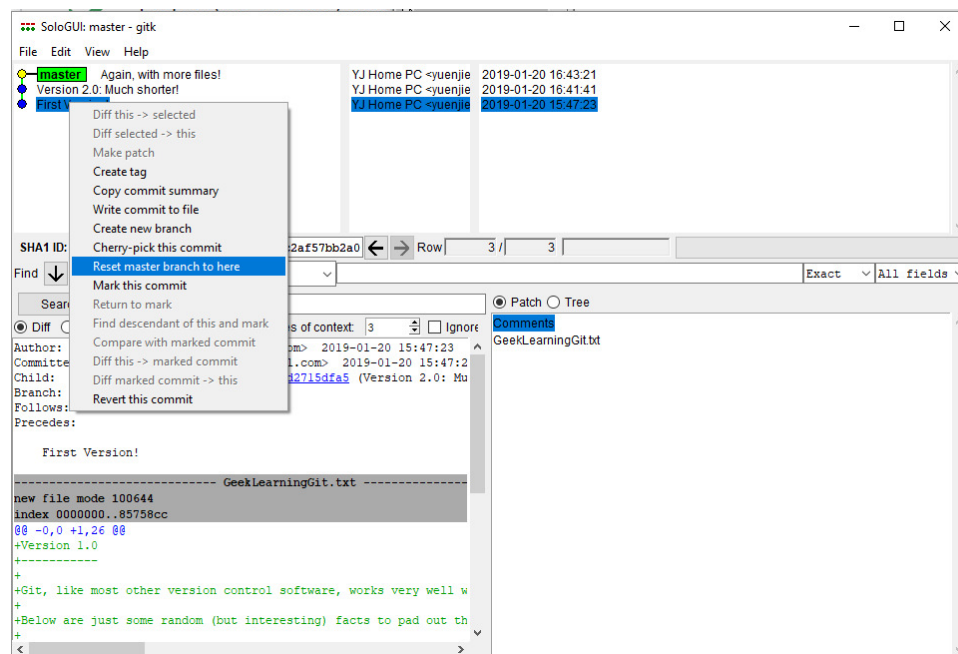 SoloGUI: master - gitk
File Edit View Help
master Again, with more files! YJ Home PC <yuenjie 2019-01-20 16:43:21
Version 2.0: Much shorter! YJ Home PC <yuenjie 2019-01-20 16:41:41
First YJ Home PC <yuenjie 2019-01-20 15:47:23
Diff this -> selected
Diff selected -> this
Make patch
Create tag
Copy commit summary
Write commit to file
Create new branch
Cherry-pick this commit
Reset master branch to here
Mark this commit
Return to mark
Find descendant of this and mark
Compare with marked commit
Diff this -> marked commit
Diff marked commit -> this
Revert this commit
SHA1 ID: 2af57bb2a0 Row 3 / 3
Find Exact All fields
Sear
Diff s of context: 3 Ignore
Patch Tree
Comments
GeekLearningGit.txt
Author: om> 2019-01-20 15:47:23
Committe l.com> 2019-01-20 15:47:2
Child: d2715dfa5 (Version 2.0: Mu
Branch:
Follows:
Precedes:
First Version!
---------------------------- GeekLearningGit.txt ---------------
new file mode 100644
index 0000000..85758cc
@@ -0,0 +1,26 @@
+Version 1.0
+-----------
+
+Git, like most other version control software, works very well w
+
+Below are just some random (but interesting) facts to pad out th
+